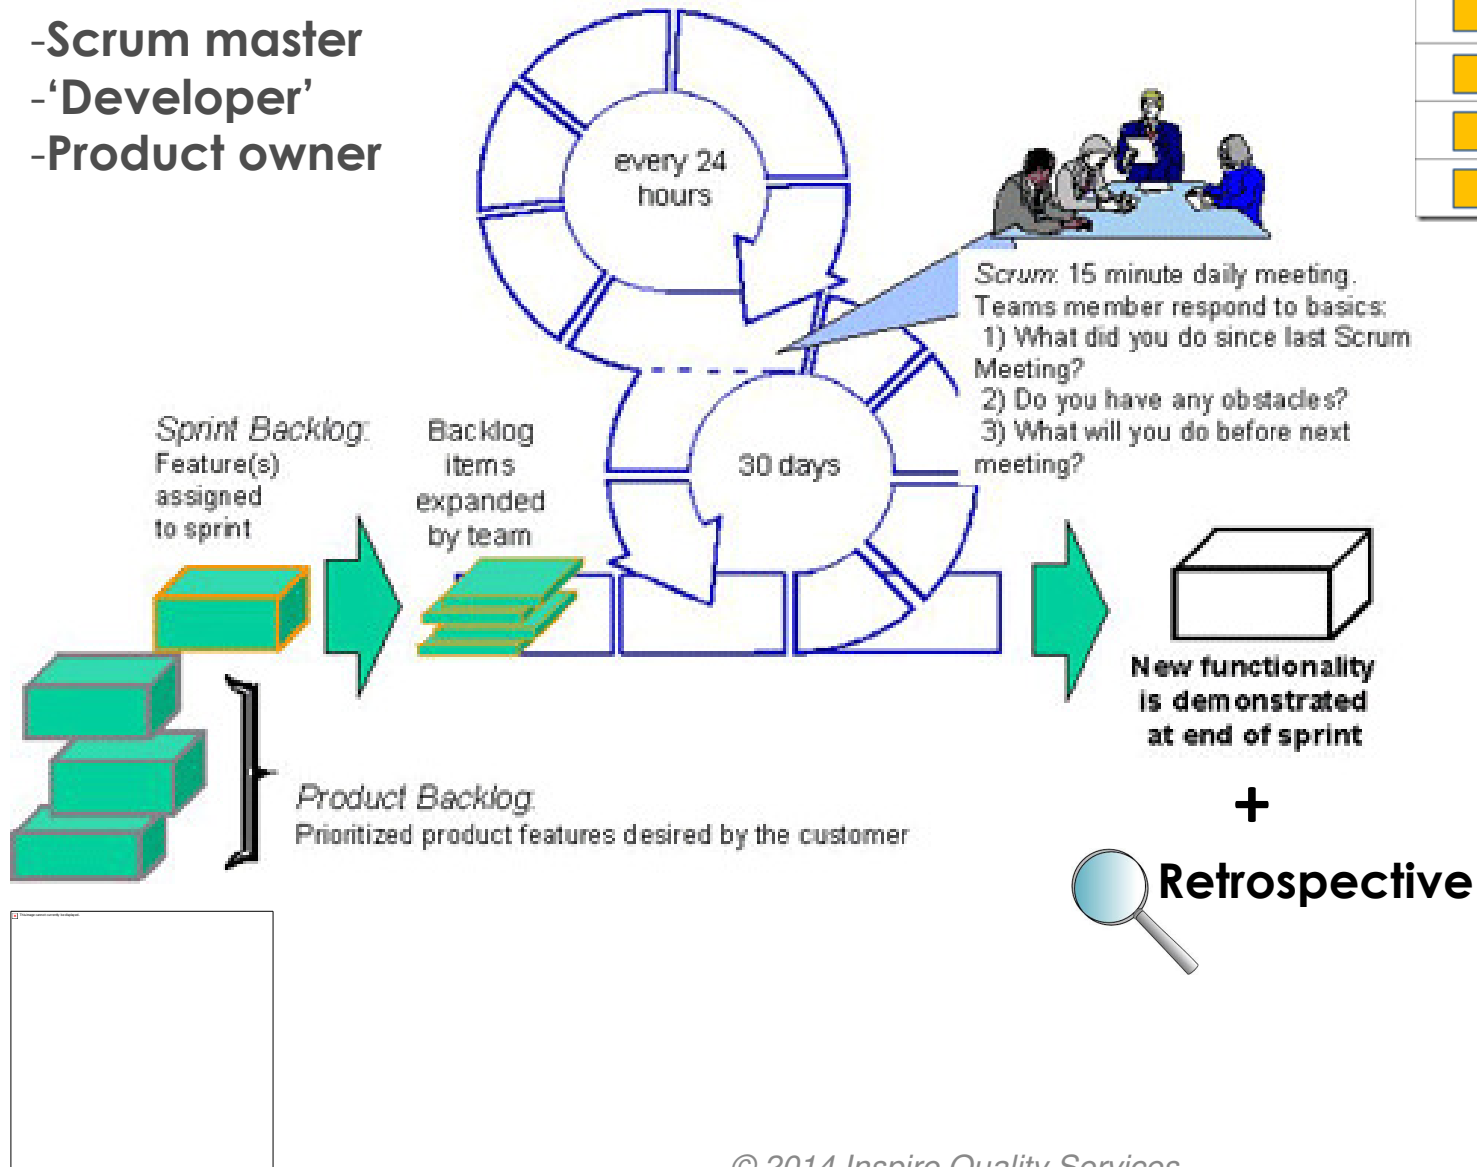 -Scrum master
-‘Developer’
-Product owner
every 24
hours
Scrum: 15 minute daily meeting.
Teams member respond to basics:
1) What did you do since last Scrum
Meeting?
2) Do you have any obstacles?
3) What will you do before next
meeting?
Sprint Backlog:
Feature(s)
assigned
to sprint
Backlog
items
expanded
by team
30 days
New functionality
is demonstrated
at end of sprint
+
Retrospective
Product Backlog:
Prioritized product features desired by the customer
© 2014 Inspire Quality Services